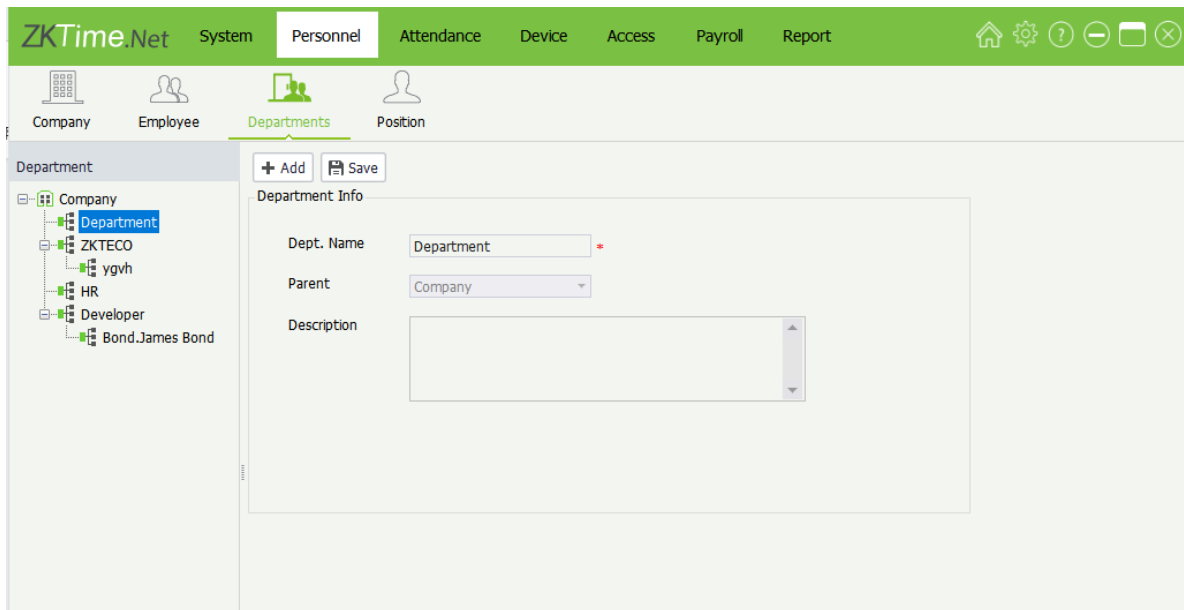 ZKTime.Net System Personnel Attendance Device Access Payroll Report
Company Employee Departments Position
Department
Add Save
Company
Department
ZKTECO
ygvh
HR
Developer
Bond.James Bond
Department Info
Dept. Name Department *
Parent Company
Description